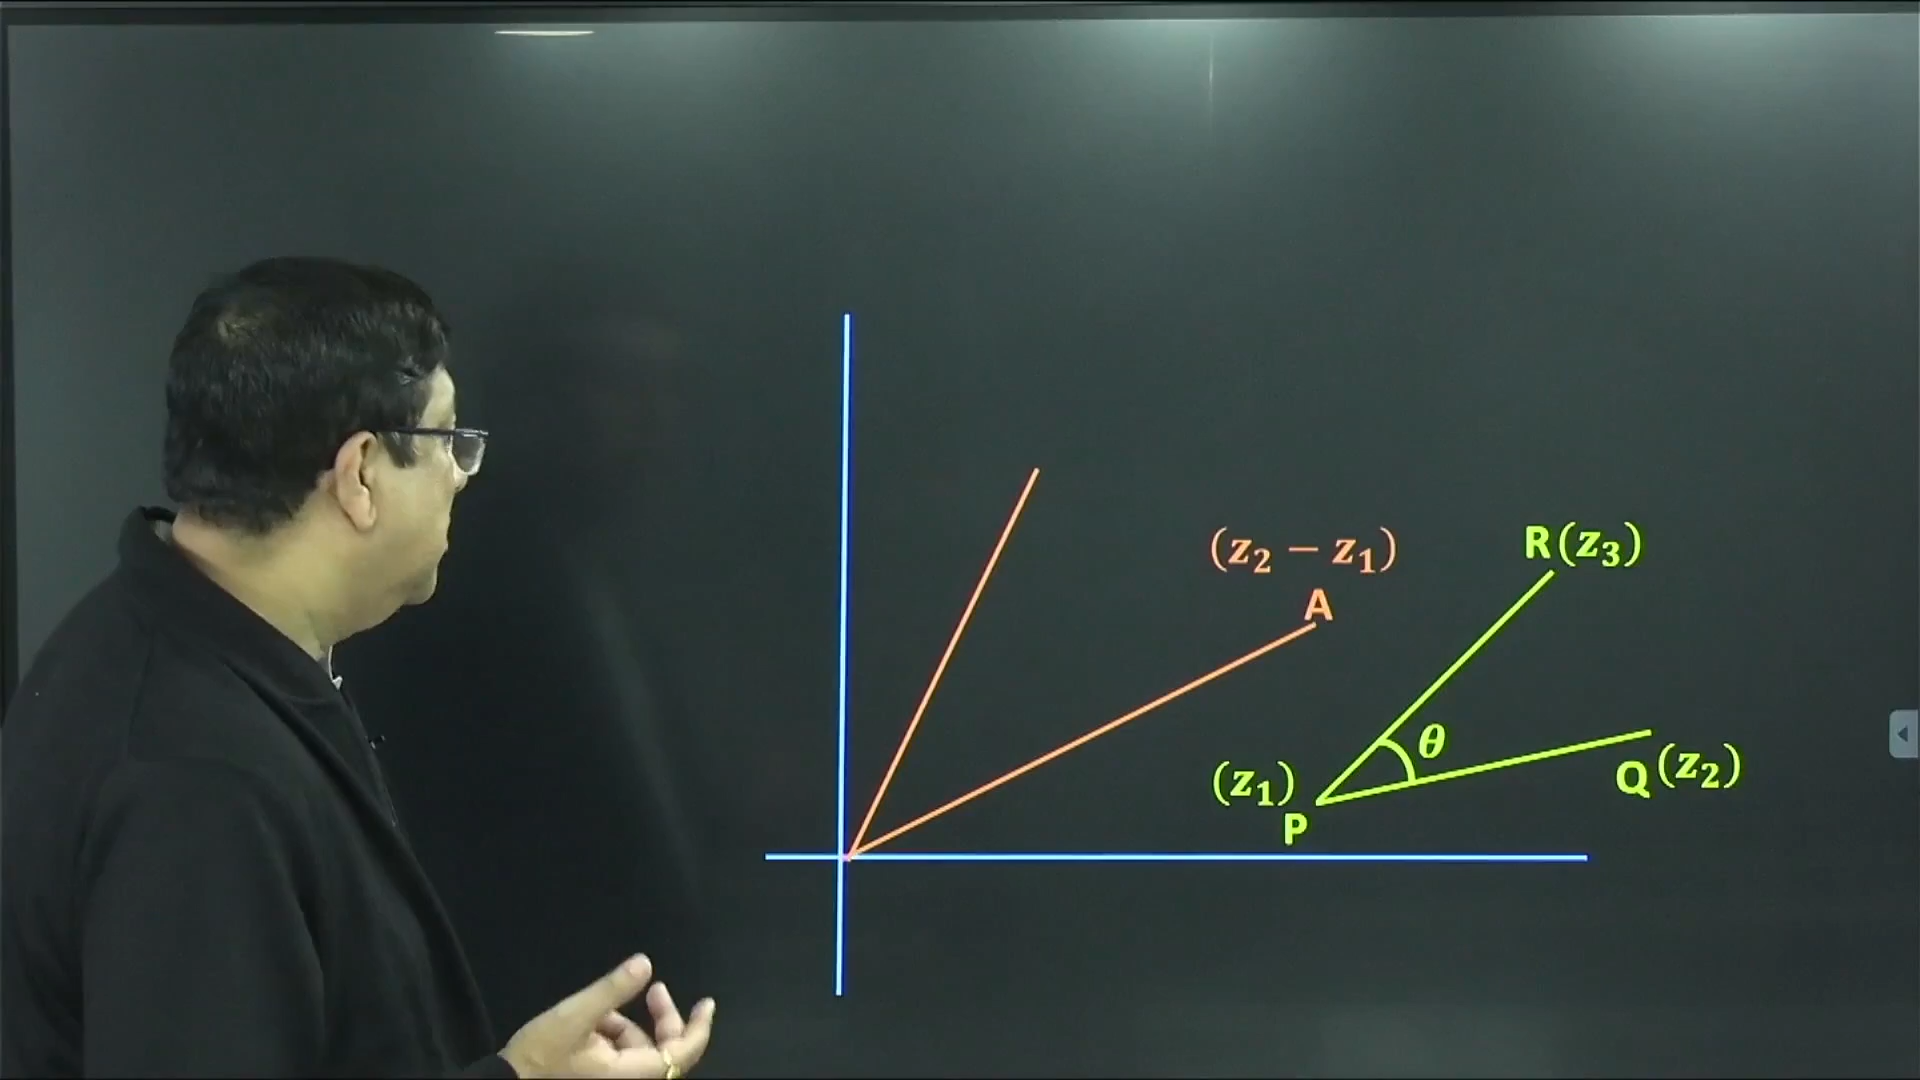 (z₂ − z₁)
A
R(z₃)
θ
(z₁)
P
Q(z₂)